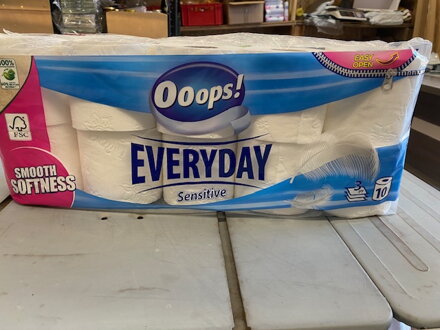 100%
EASY
OPEN
Ooops!
FSC
EVERYDAY
SMOOTH
SOFTNESS
Sensitive
3
10